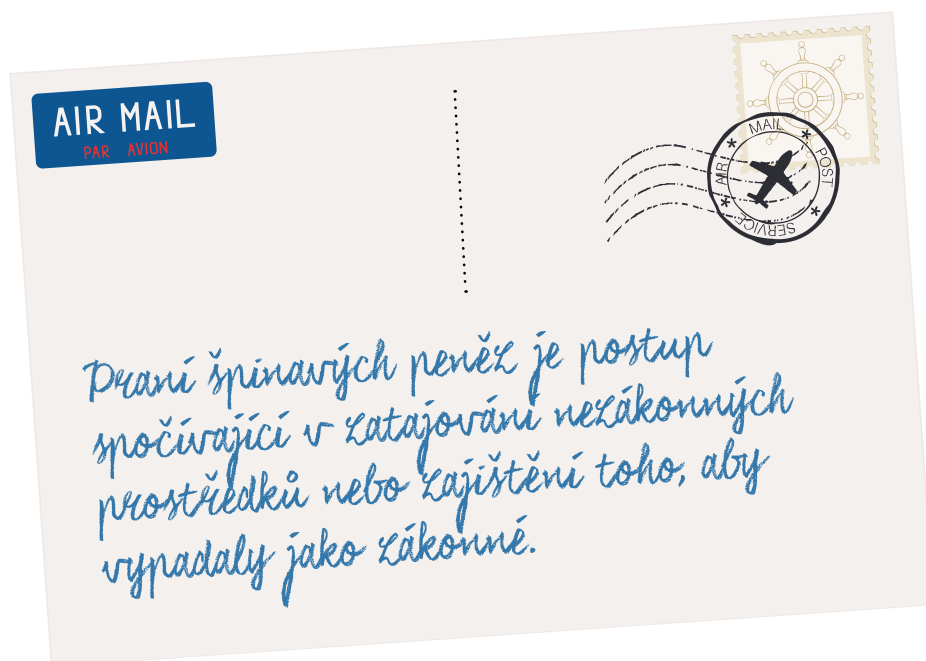 AIR MAIL
PAR AVION
AIR MAIL POST
SERVICE
Praní špinavých peněz je postup
spočívající v zatajování nezákonných
prostředků nebo zajištění toho, aby
vypadaly jako zákonné.